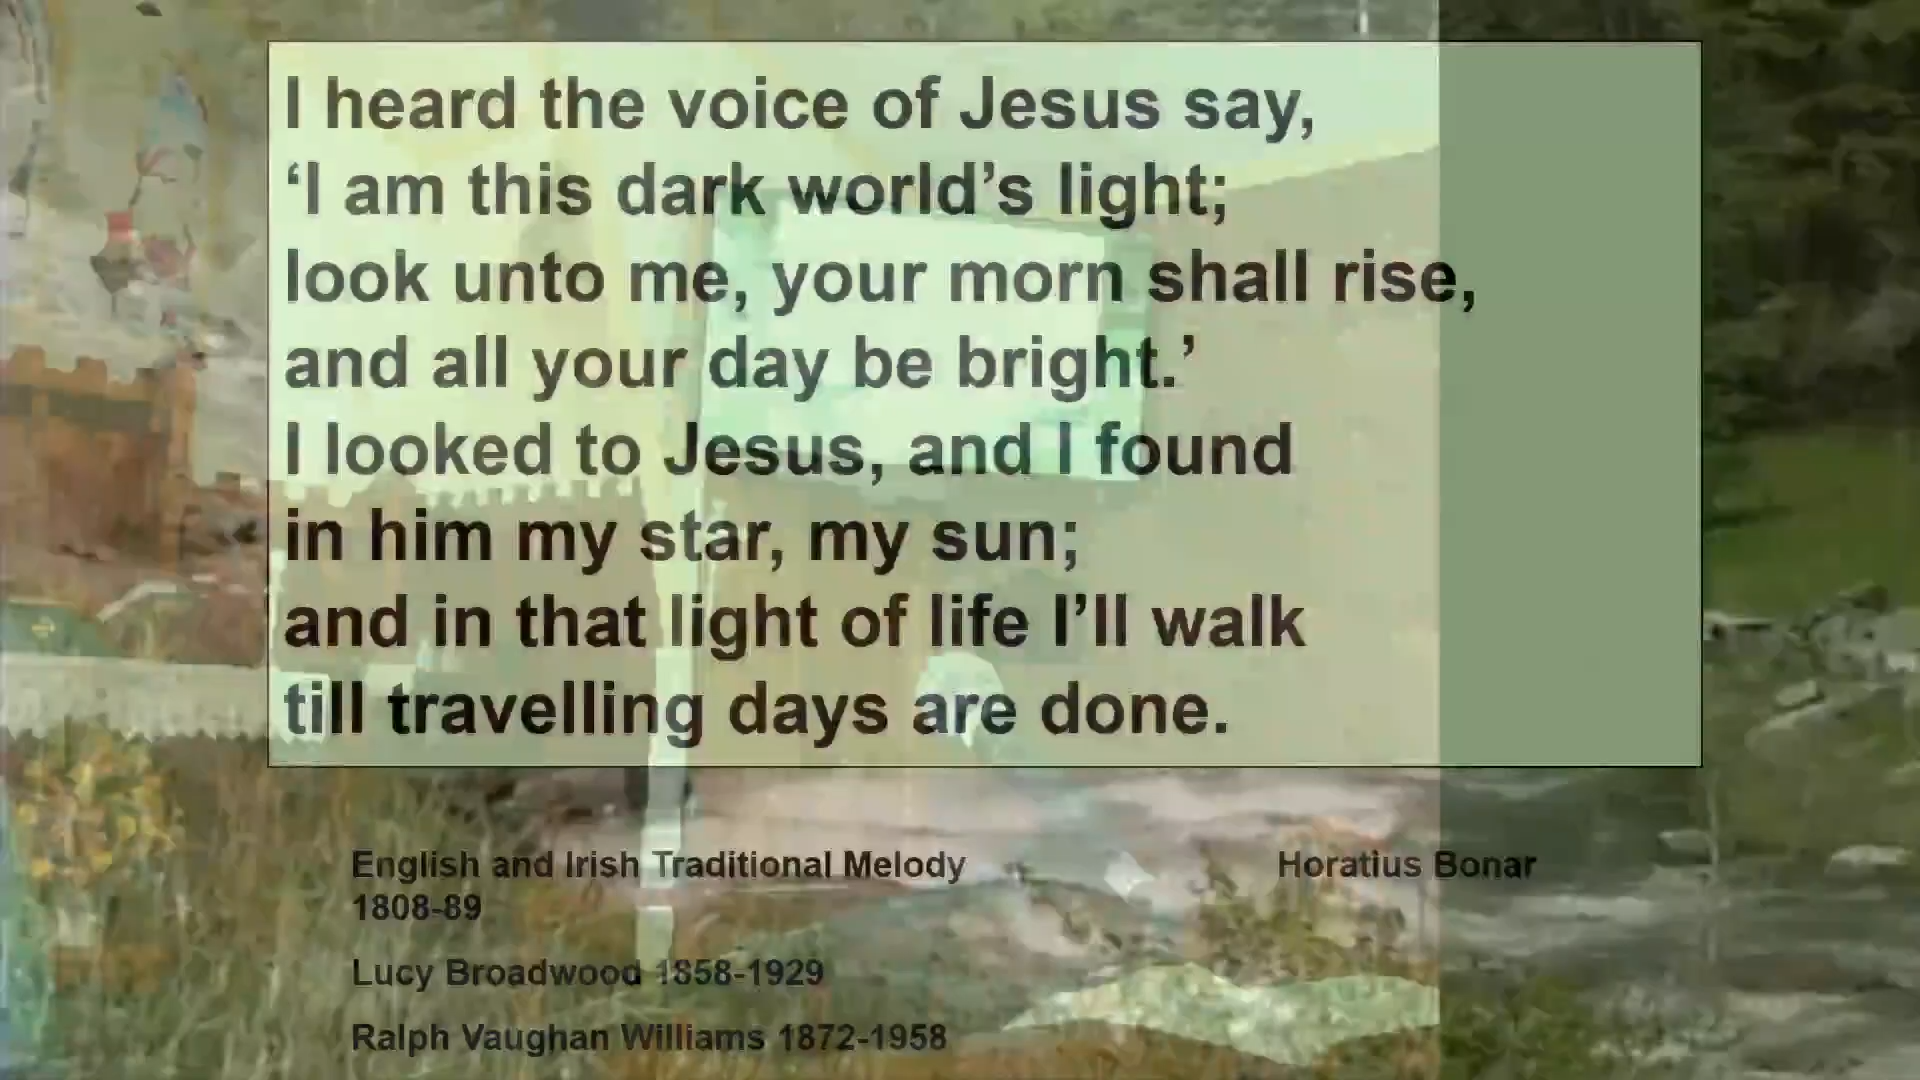 I heard the voice of Jesus say,
‘I am this dark world’s light;
look unto me, your morn shall rise,
and all your day be bright.’
I looked to Jesus, and I found
in him my star, my sun;
and in that light of life I’ll walk
till travelling days are done.
English and Irish Traditional Melody Horatius Bonar
1808-89
Lucy Broadwood 1858-1929
Ralph Vaughan Williams 1872-1958